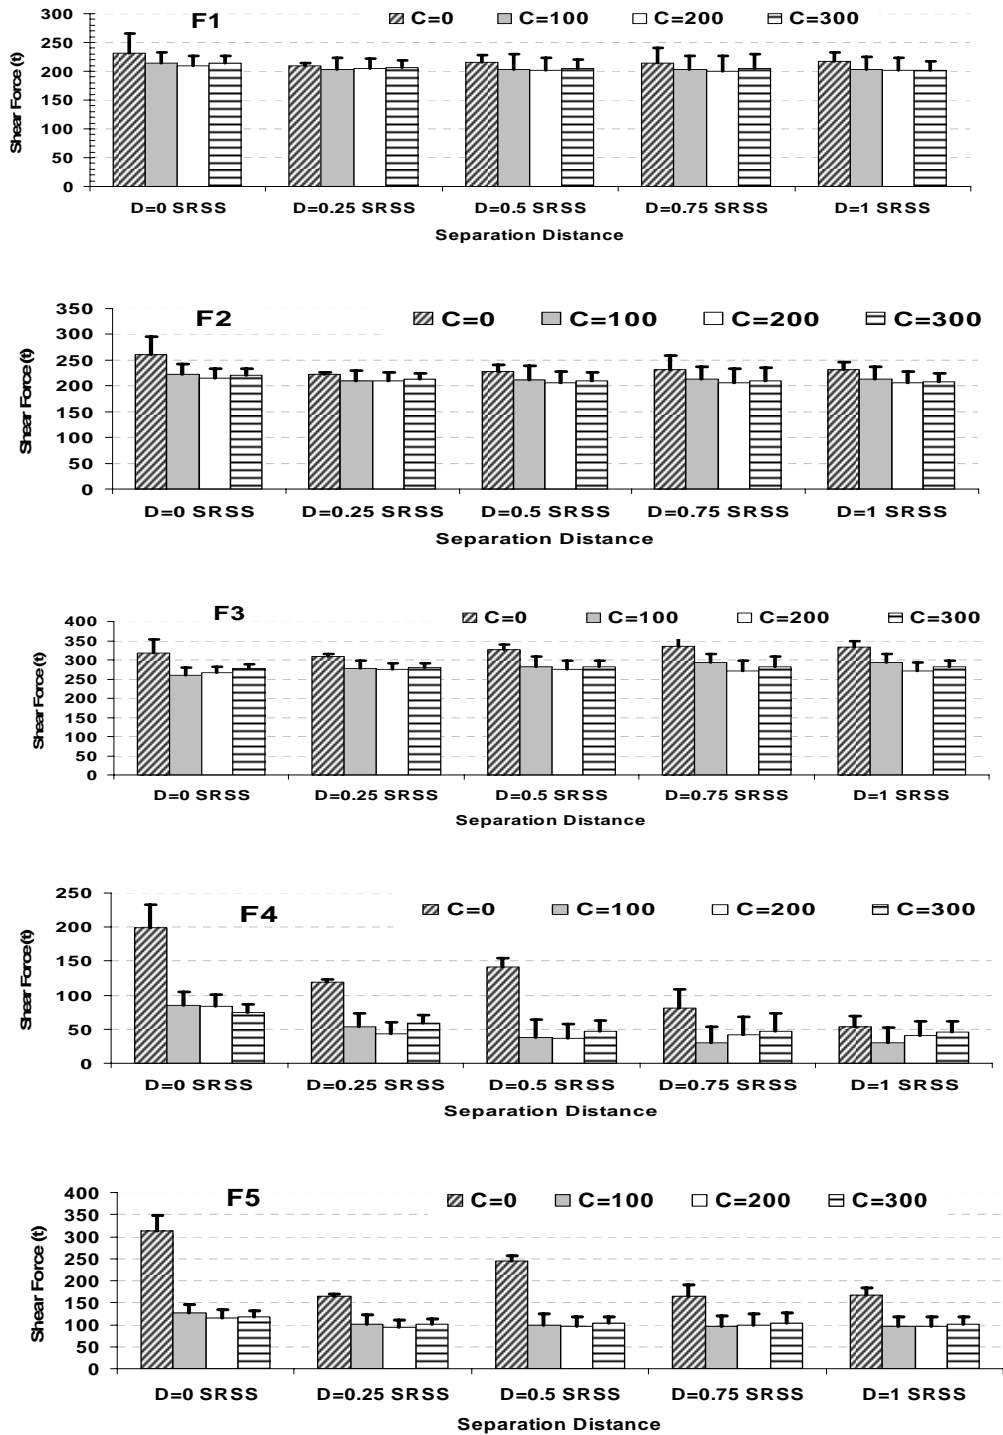 F1 C=0 C=100 C=200 C=300
300
250
200
150
100
50
0
Shear Force (t)
D=0 SRSS D=0.25 SRSS D=0.5 SRSS D=0.75 SRSS D=1 SRSS
Separation Distance
F2 C=0 C=100 C=200 C=300
350
300
250
200
150
100
50
0
Shear Force (t)
D=0 SRSS D=0.25 SRSS D=0.5 SRSS D=0.75 SRSS D=1 SRSS
Separation Distance
F3 C=0 C=100 C=200 C=300
400
350
300
250
200
150
100
50
0
Shear Force (t)
D=0 SRSS D=0.25 SRSS D=0.5 SRSS D=0.75 SRSS D=1 SRSS
Separation Distance
F4 C=0 C=100 C=200 C=300
250
200
150
100
50
0
Shear Force (t)
D=0 SRSS D=0.25 SRSS D=0.5 SRSS D=0.75 SRSS D=1 SRSS
Separation Distance
F5 C=0 C=100 C=200 C=300
400
350
300
250
200
150
100
50
0
Shear Force (t)
D=0 SRSS D=0.25 SRSS D=0.5 SRSS D=0.75 SRSS D=1 SRSS
Separation Distance